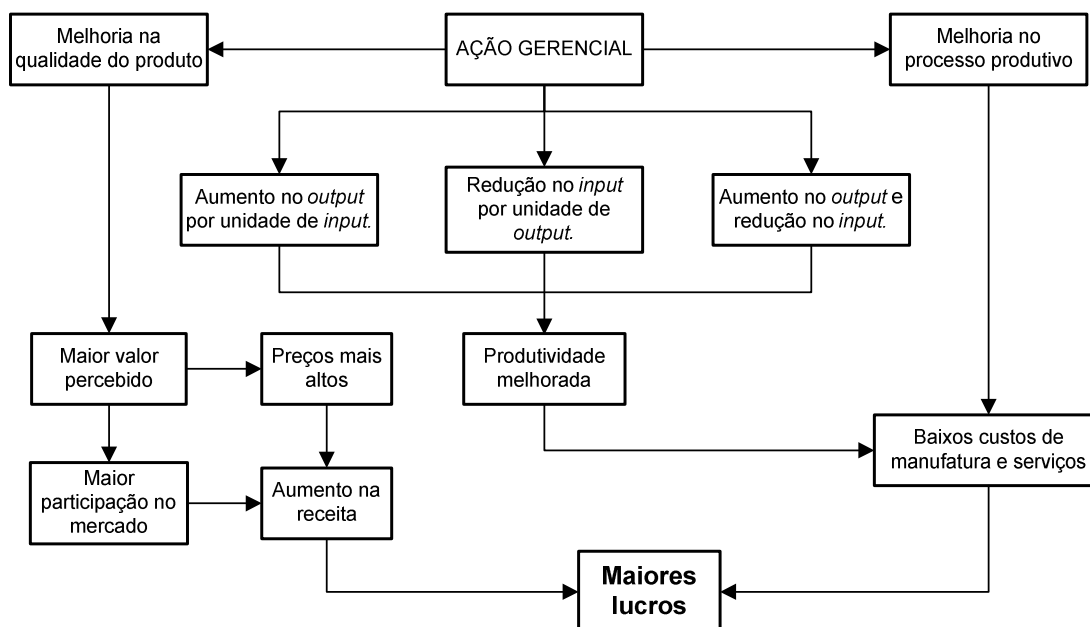 Melhoria na
qualidade do produto
AÇÃO GERENCIAL
Melhoria no
processo produtivo
Aumento no output
por unidade de input.
Redução no input
por unidade de
output.
Aumento no output e
redução no input.
Maior valor
percebido
Preços mais
altos
Produtividade
melhorada
Baixos custos de
manufatura e serviços
Maior
participação no
mercado
Aumento na
receita
Maiores
lucros